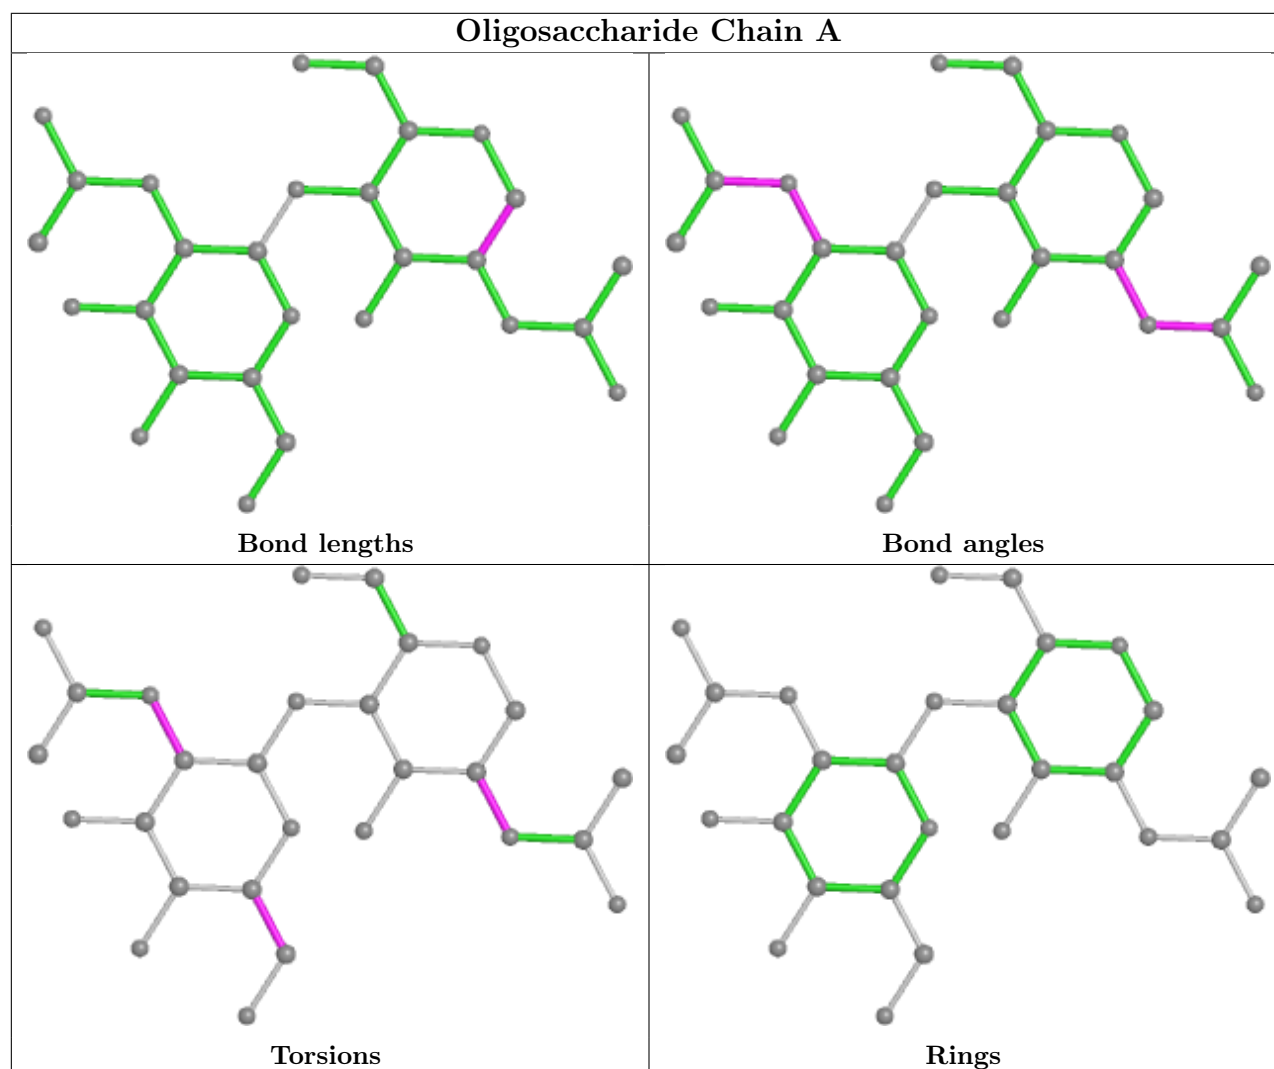 Oligosaccharide Chain A
Bond lengths
Bond angles
Torsions
Rings